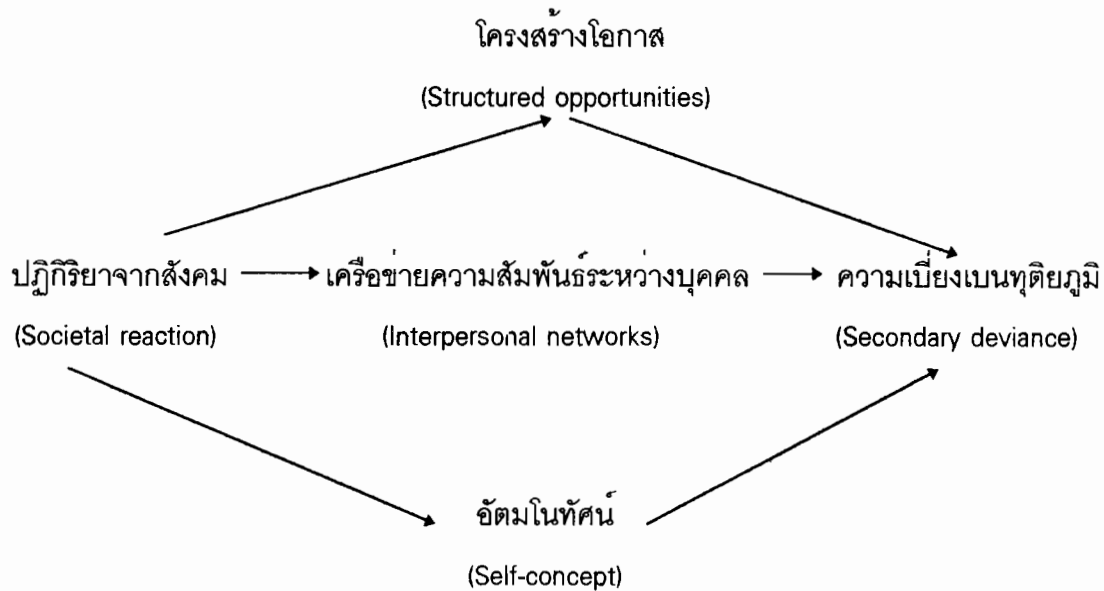 โครงสร้างโอกาส
(Structured opportunities)
ปฏิกิริยาจากสังคม เครือข่ายความสัมพันธ์ระหว่างบุคคล ความเบี่ยงเบนทุติยภูมิ
(Societal reaction) (Interpersonal networks) (Secondary deviance)
อัตมโนทัศน์
(Self-concept)